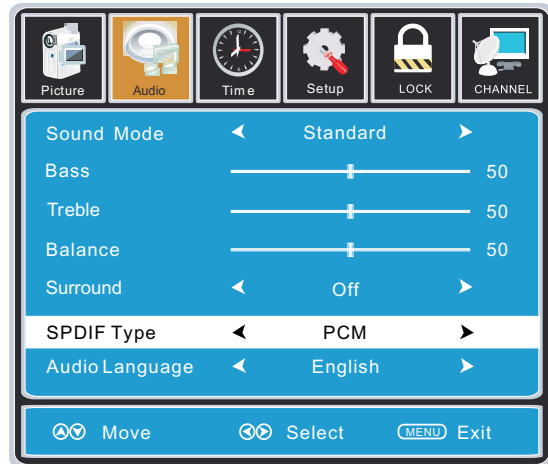 Picture Audio Time Setup LOCK CHANNEL
Sound Mode Standard
Bass 50
Treble 50
Balance 50
Surround Off
SPDIF Type PCM
Audio Language English
Move Select MENU Exit